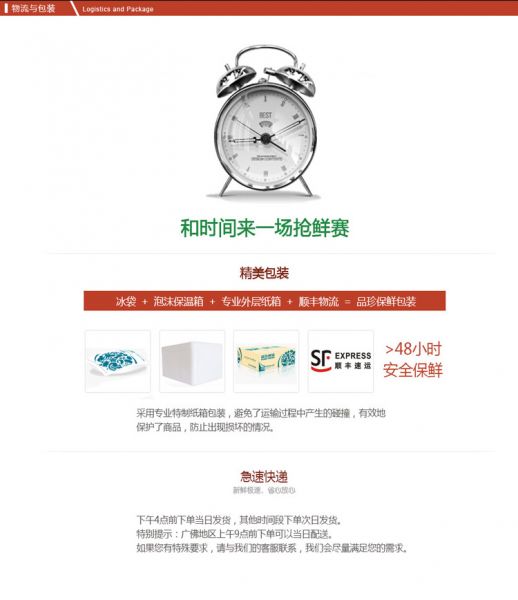 物流与包装 Logistics and Package
BEST
和时间来一场抢鲜赛
精美包装
冰袋 + 泡沫保温箱 + 专业外层纸箱 + 顺丰物流 = 品珍保鲜包装
SF EXPRESS
顺丰速运
>48小时
安全保鲜
采用专业特制纸箱包装，避免了运输过程中产生的碰撞，有效地
保护了商品，防止出现损坏的情况。
急速快递
新鲜极速、省心放心
下午4点前下单当日发货，其他时间段下单次日发货。
特别提示：广佛地区上午9点前下单可以当日配送。
如果您有特殊要求，请与我们的客服联系，我们会尽量满足您的需求。